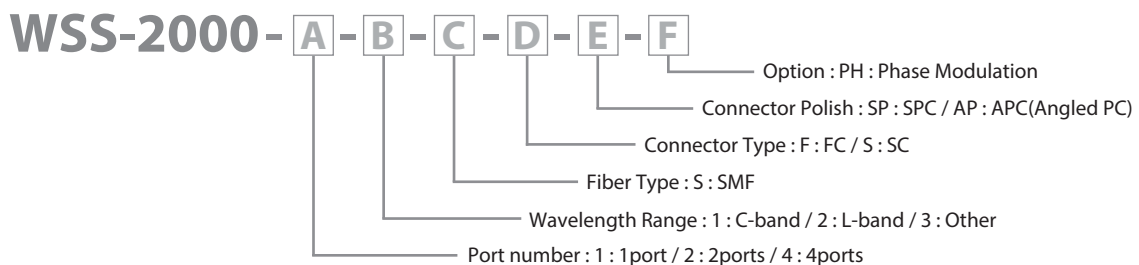 WSS-2000-A-B-C-D-E-F
Option : PH : Phase Modulation
Connector Polish : SP : SPC / AP : APC(Angled PC)
Connector Type : F : FC / S : SC
Fiber Type : S : SMF
Wavelength Range : 1 : C-band / 2 : L-band / 3 : Other
Port number : 1 : 1port / 2 : 2ports / 4 : 4ports